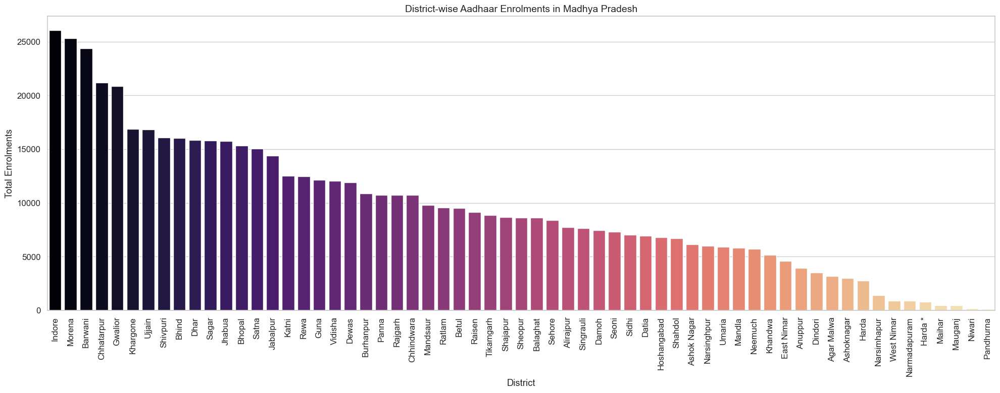 District-wise Aadhaar Enrolments in Madhya Pradesh
Total Enrolments
25000
20000
15000
10000
5000
0
Indore
Morena
Barwani
Chhatarpur
Gwalior
Khargone
Ujjain
Shivpuri
Bhind
Dhar
Sagar
Jhabua
Bhopal
Satna
Jabalpur
Katni
Rewa
Guna
Vidisha
Dewas
Burhanpur
Panna
Rajgarh
Chhindwara
Mandsaur
Ratlam
Betul
Raisen
Tikamgarh
Shajapur
Sheopur
Balaghat
Sehore
Alirajpur
Singrauli
Damoh
Seoni
Sidhi
Datia
Hoshangabad
Shahdol
Ashok Nagar
Narsinghpur
Umaria
Mandla
Neemuch
Khandwa
East Nimar
Anuppur
Dindori
Agar Malwa
Ashoknagar
Harda
Narsimhapur
West Nimar
Narmadapuram
Harda *
Maihar
Mauganj
Niwari
Pandhurna
District